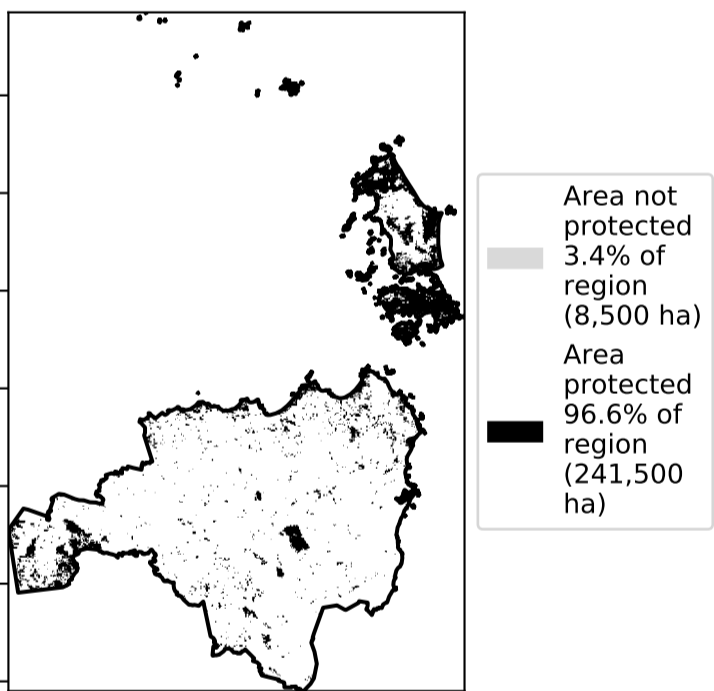 Area not
protected
3.4% of
region
(8,500 ha)
Area
protected
96.6% of
region
(241,500
ha)